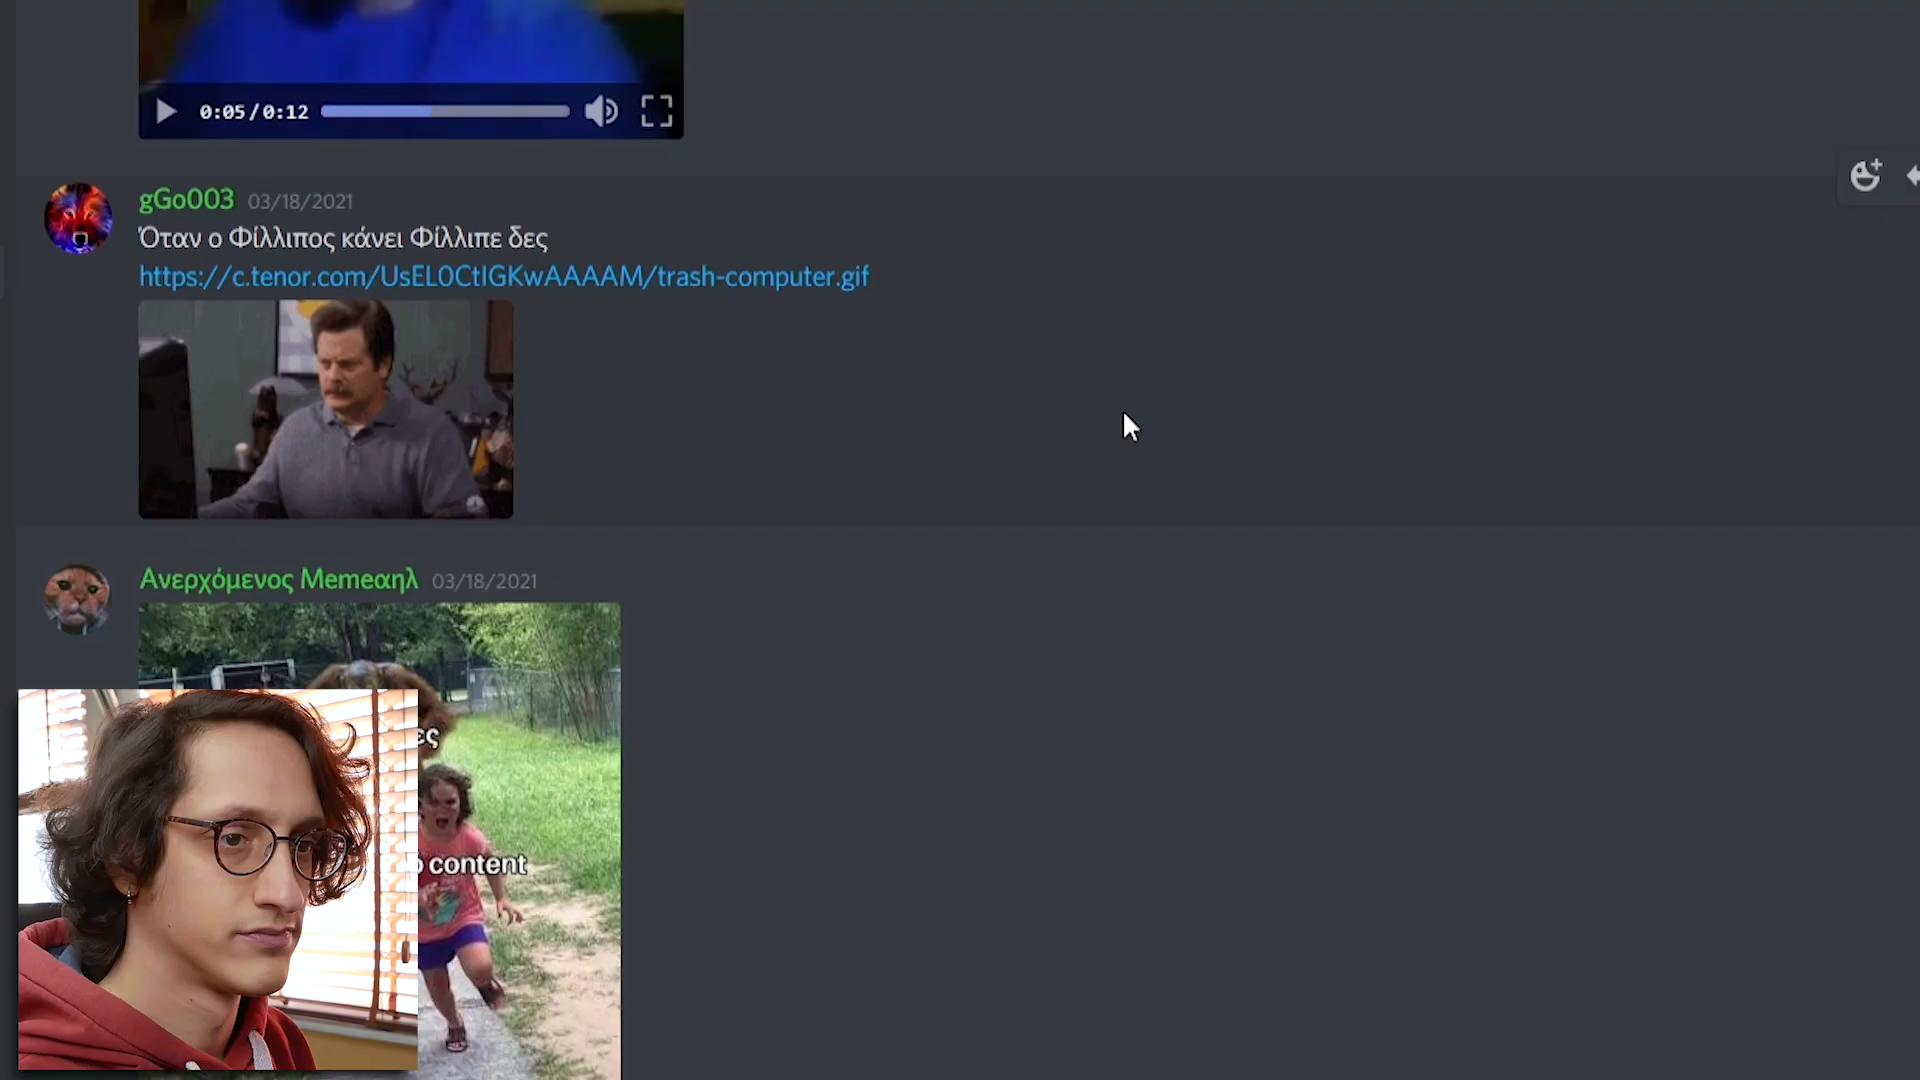 0:05/0:12
gGo003 03/18/2021
Όταν ο Φίλλιπος κάνει Φίλλιπε δες
https://c.tenor.com/UsEL0CtIGKwAAAAM/trash-computer.gif
Ανερχόμενος Memeαηλ 03/18/2021
content